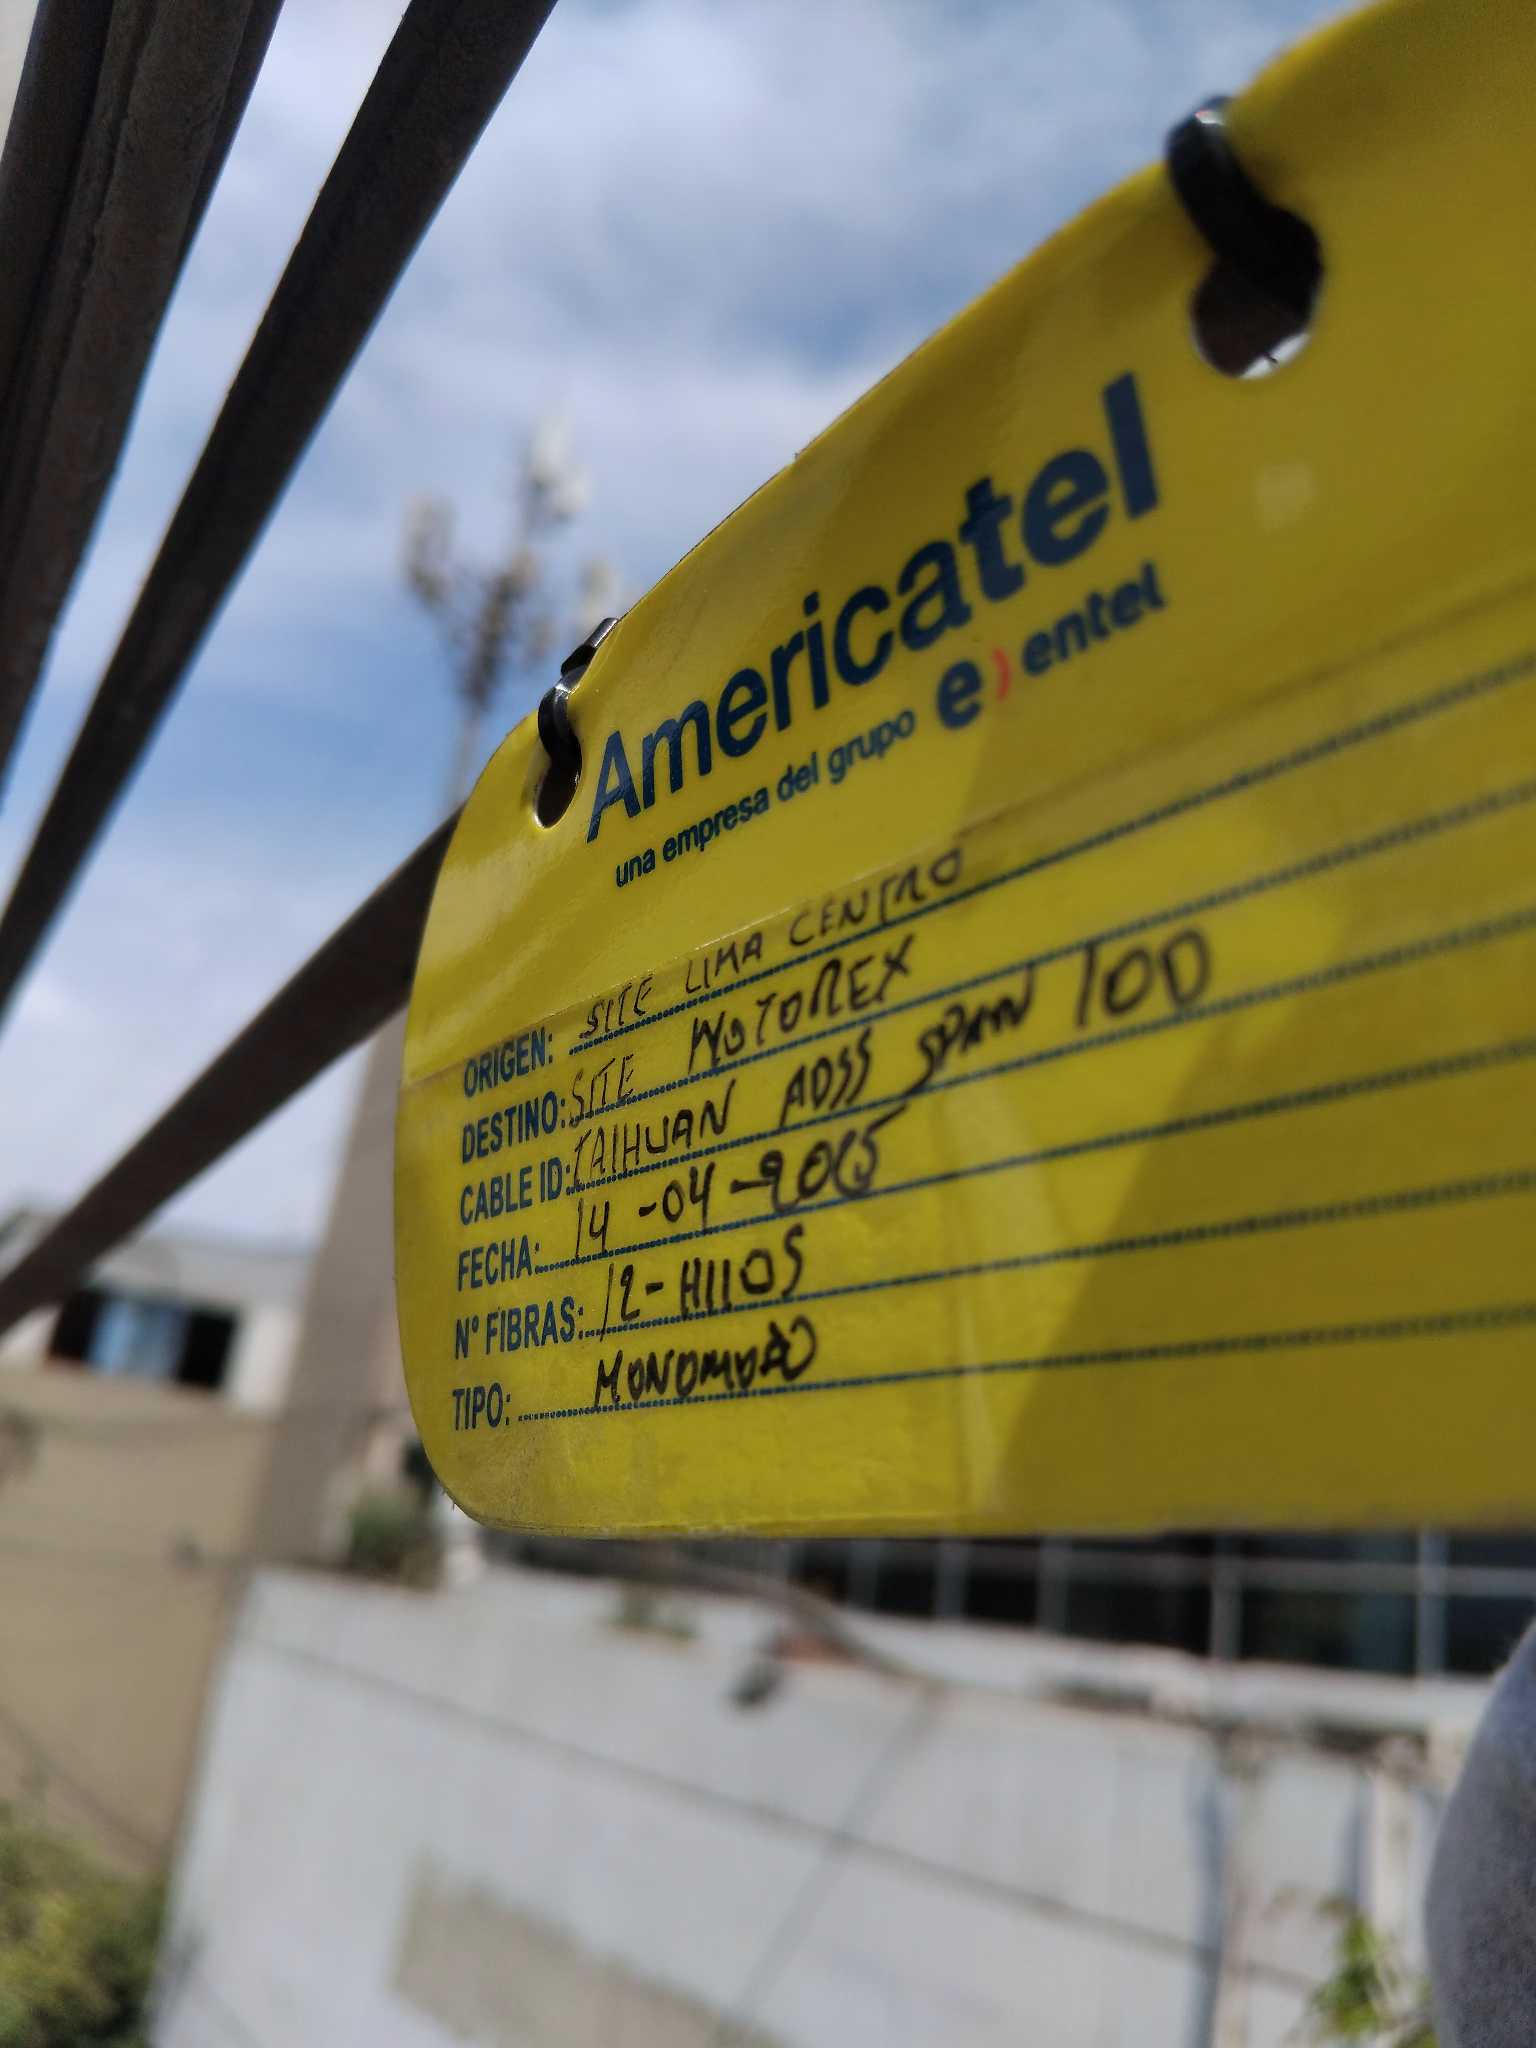 Americatel
una empresa del grupo e) entel
ORIGEN: SITE LIMA CENTRO
DESTINO: SITE MOTOREX
CABLE ID: TAIHUAN ADSS SPAN 100
FECHA: 14-04-2015
N° FIBRAS: 12-HILOS
TIPO: MONOMODO